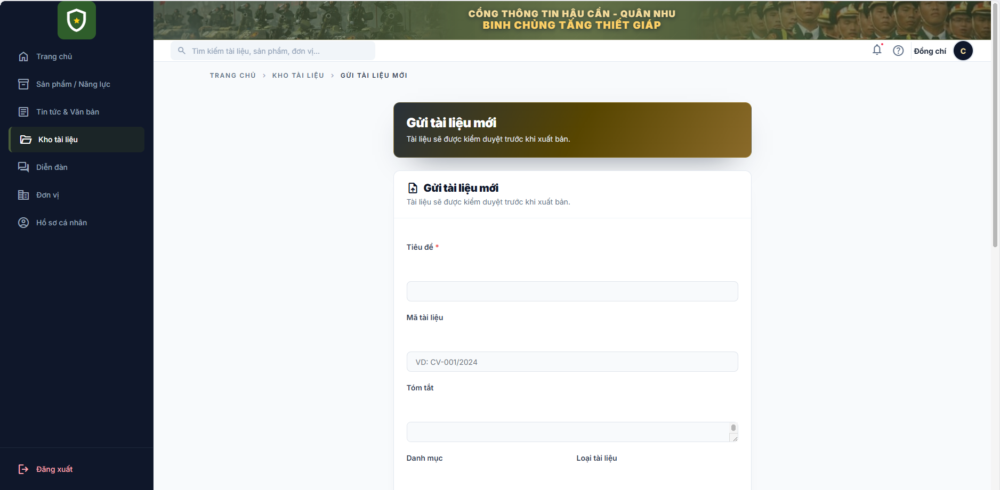 CỔNG THÔNG TIN HẬU CẦN - QUÂN NHU
BINH CHỦNG TĂNG THIẾT GIÁP
Tìm kiếm tài liệu, sản phẩm, đơn vị...
Đồng chí
C
Trang chủ
Sản phẩm / Năng lực
Tin tức & Văn bản
Kho tài liệu
Diễn đàn
Đơn vị
Hồ sơ cá nhân
Đăng xuất
TRANG CHỦ > KHO TÀI LIỆU > GỬI TÀI LIỆU MỚI
Gửi tài liệu mới
Tài liệu sẽ được kiểm duyệt trước khi xuất bản.
Gửi tài liệu mới
Tài liệu sẽ được kiểm duyệt trước khi xuất bản.
Tiêu đề *
Mã tài liệu
VD: CV-001/2024
Tóm tắt
Danh mục Loại tài liệu